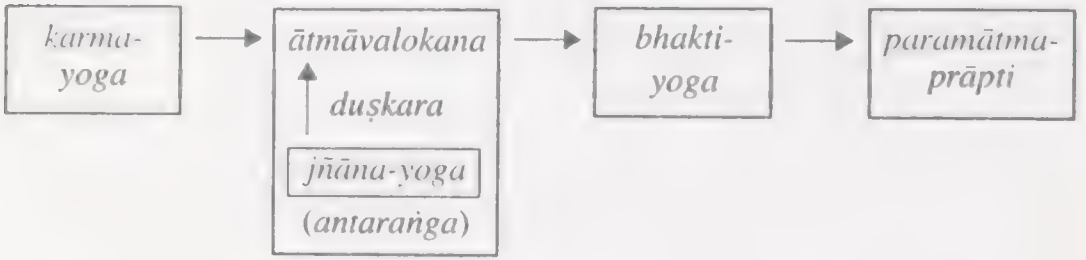 karma-
yoga
ātmāvalokana
duṣkara
jñāna-yoga
(antaraṅga)
bhakti-
yoga
paramātma-
prāpti